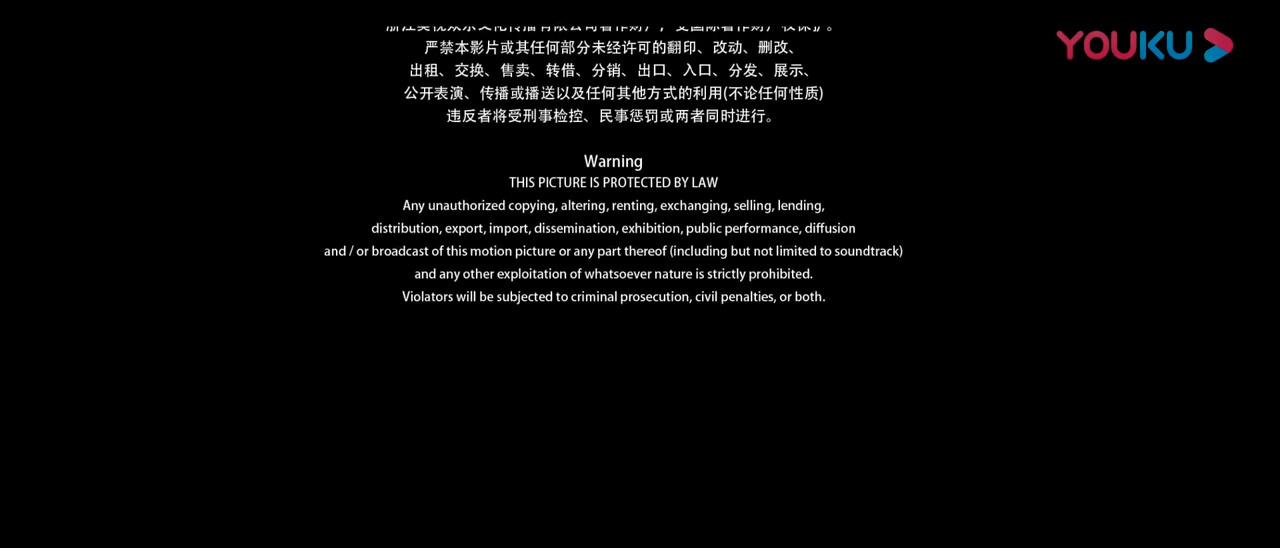 严禁本影片或其任何部分未经许可的翻印、改动、删改、
出租、交换、售卖、转借、分销、出口、入口、分发、展示、
公开表演、传播或播送以及任何其他方式的利用(不论任何性质)
违反者将受刑事检控、民事惩罚或两者同时进行。
Warning
THIS PICTURE IS PROTECTED BY LAW
Any unauthorized copying, altering, renting, exchanging, selling, lending,
distribution, export, import, dissemination, exhibition, public performance, diffusion
and / or broadcast of this motion picture or any part thereof (including but not limited to soundtrack)
and any other exploitation of whatsoever nature is strictly prohibited.
Violators will be subjected to criminal prosecution, civil penalties, or both.
YOUKU